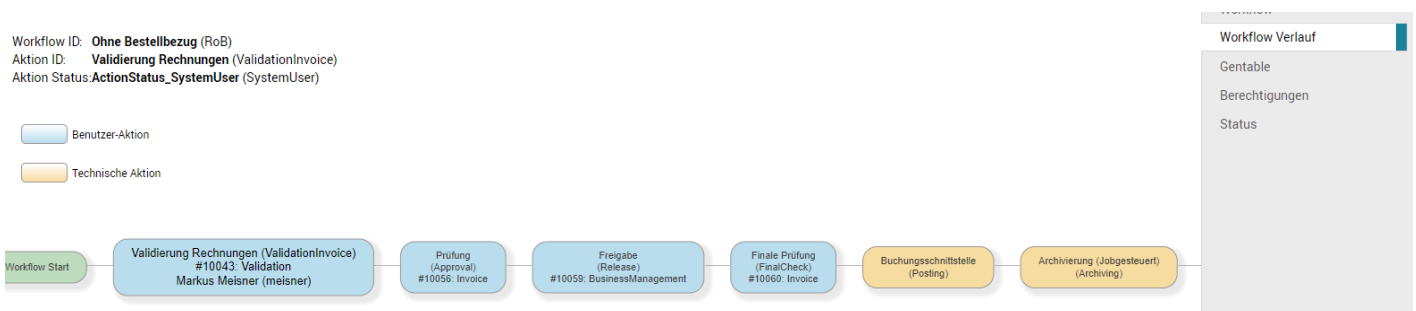 Workflow ID: Ohne Bestellbezug (RoB)
Aktion ID: Validierung Rechnungen (ValidationInvoice)
Aktion Status:ActionStatus_SystemUser (SystemUser)
Benutzer-Aktion
Technische Aktion
Workflow Start
Validierung Rechnungen (ValidationInvoice)
#10043: Validation
Markus Meisner (meisner)
Prüfung
(Approval)
#10056: Invoice
Freigabe
(Release)
#10059: BusinessManagement
Finale Prüfung
(FinalCheck)
#10060: Invoice
Buchungsschnittstelle
(Posting)
Archivierung (Jobgesteuert)
(Archiving)
Workflow Verlauf
Gentable
Berechtigungen
Status